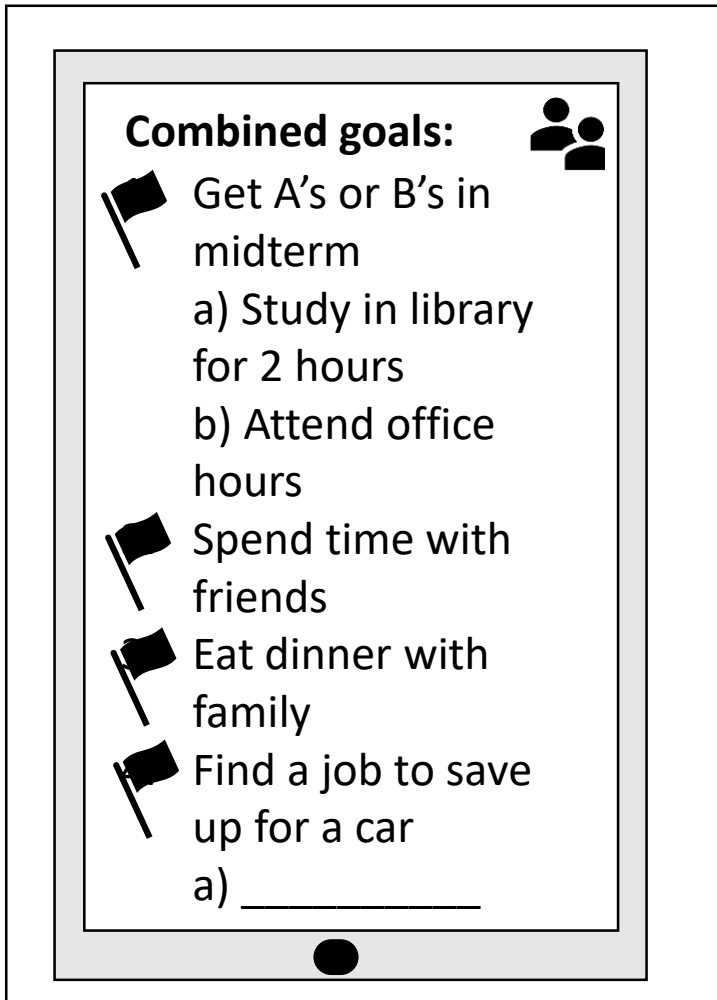 Combined goals:
Get A’s or B’s in
midterm
a) Study in library
for 2 hours
b) Attend office
hours
Spend time with
friends
Eat dinner with
family
Find a job to save
up for a car
a) __________